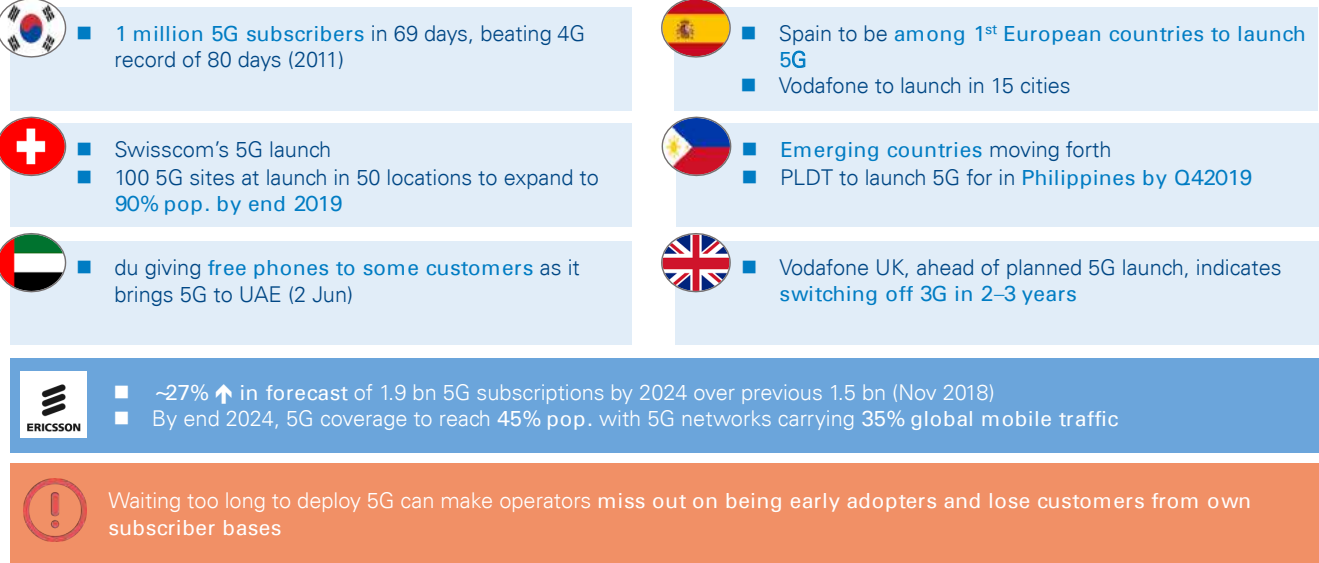 1 million 5G subscribers in 69 days, beating 4G
record of 80 days (2011)
Spain to be among 1st European countries to launch
5G
Vodafone to launch in 15 cities
Swisscom's 5G launch
100 5G sites at launch in 50 locations to expand to
90% pop. by end 2019
Emerging countries moving forth
PLDT to launch 5G for in Philippines by Q42019
du giving free phones to some customers as it
brings 5G to UAE (2 Jun)
Vodafone UK, ahead of planned 5G launch, indicates
switching off 3G in 2–3 years
ERICSSON
~27% ↑ in forecast of 1.9 bn 5G subscriptions by 2024 over previous 1.5 bn (Nov 2018)
By end 2024, 5G coverage to reach 45% pop. with 5G networks carrying 35% global mobile traffic
Waiting too long to deploy 5G can make operators miss out on being early adopters and lose customers from own
subscriber bases